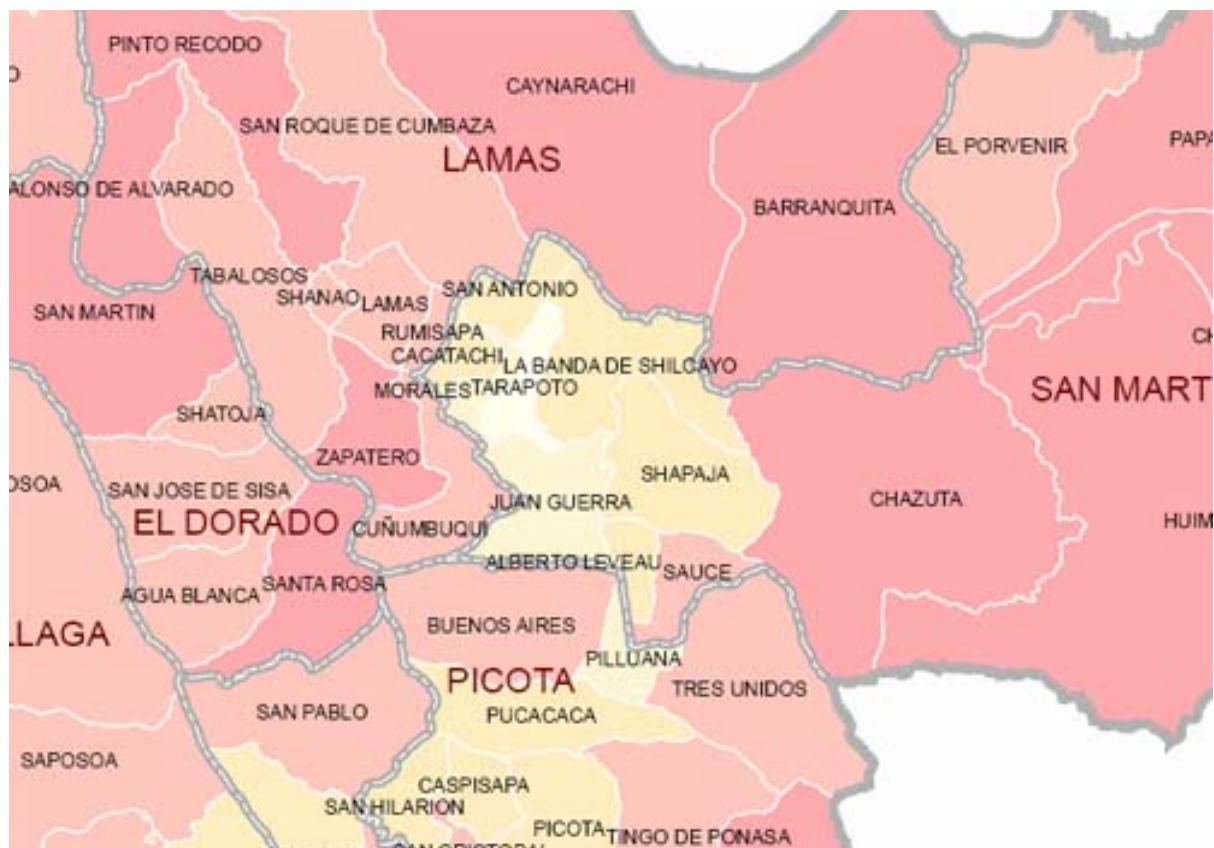 PINTO RECODO
CAYNARACHI
SAN ROQUE DE CUMBAZA
LAMAS
EL PORVENIR
PAPA
ALONSO DE ALVARADO
BARRANQUITA
TABALOSOS
SHANAO
LAMAS
SAN ANTONIO
SAN MARTIN
RUMISAPA
CACATACHI
LA BANDA DE SHILCAYO
MORALES
TARAPOTO
SAN MART
SHATOJA
ZAPATERO
SHAPAJA
OSOA
SAN JOSE DE SISA
JUAN GUERRA
CHAZUTA
EL DORADO
CUÑUMBUQUI
HUIM
ALBERTO LEVEAU
SAUCE
AGUA BLANCA
SANTA ROSA
BUENOS AIRES
LLAGA
PILLUANA
PICOTA
TRES UNIDOS
SAN PABLO
PUCACACA
SAPOSOA
CASPISAPA
SAN HILARION
PICOTA
TINGO DE PONASA